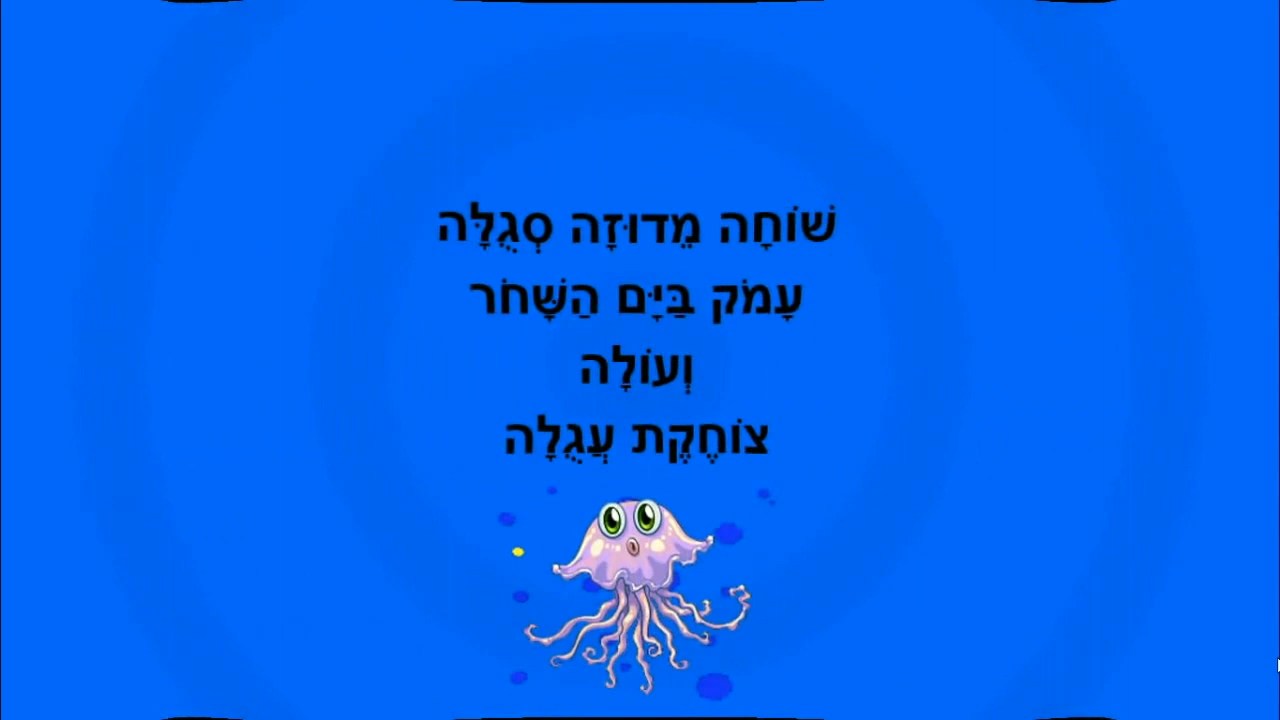 שׁוֹחָה מֵדוּזָה סְגֻלָּה
עָמֹק בַּיָּם הַשָּׁחֹר
וְעוֹלָה
צוֹחֶקֶת עֲגֻלָה